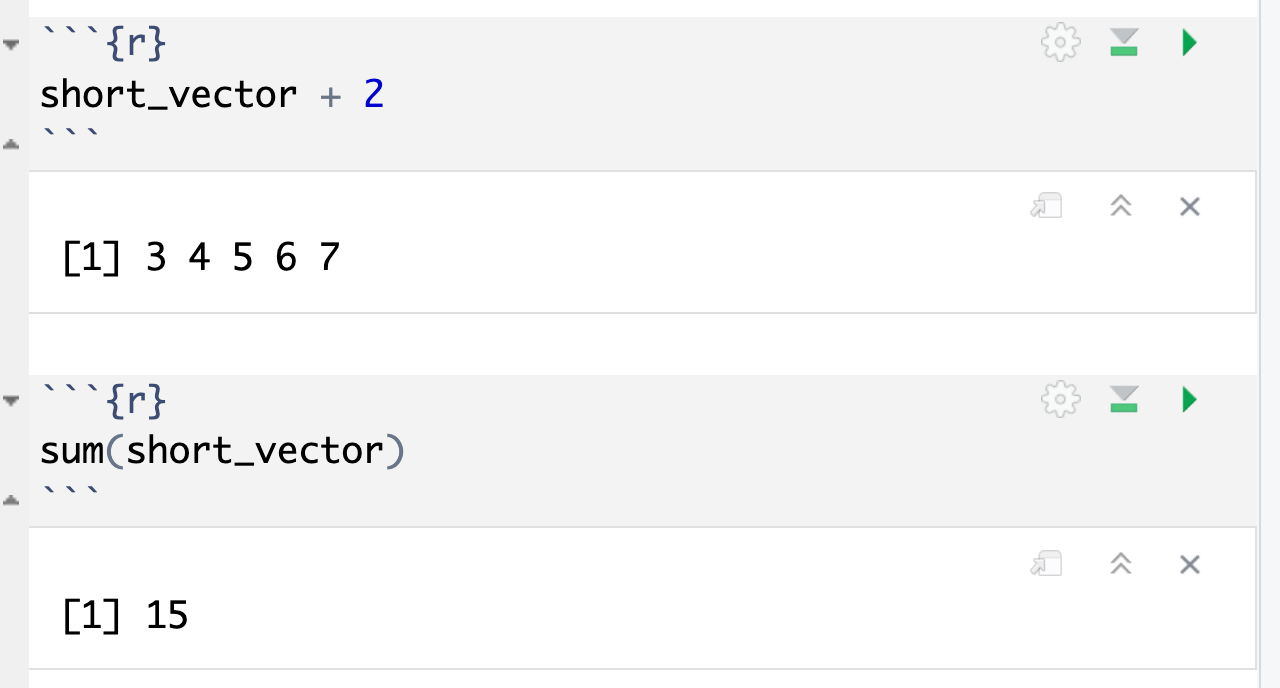 ```{r}
short_vector + 2
```
[1] 3 4 5 6 7
```{r}
sum(short_vector)
```
[1] 15